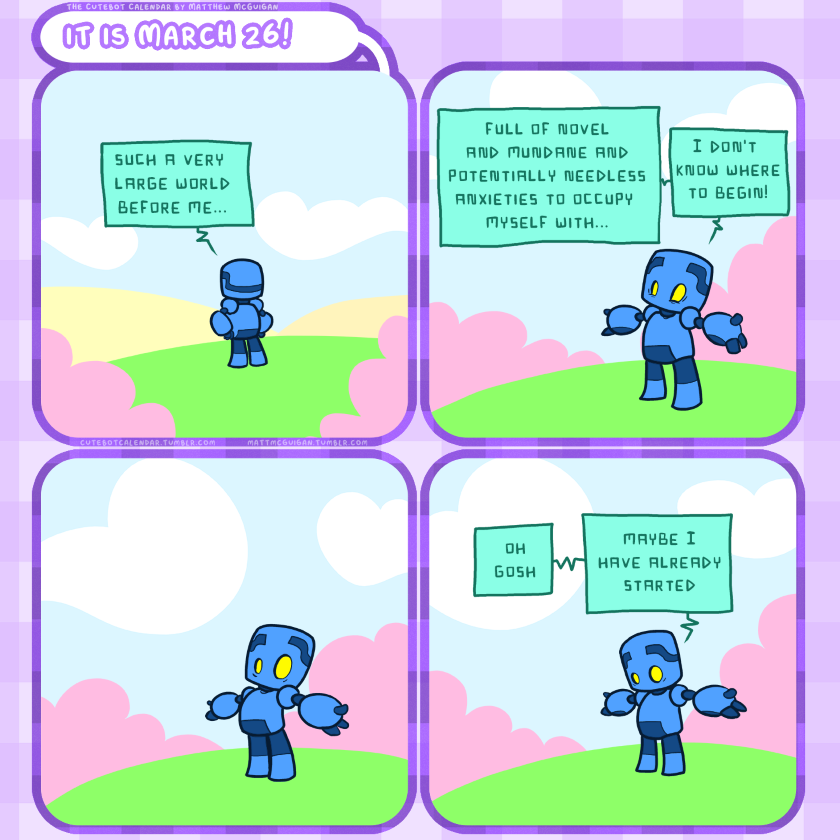 THE CUTEBOT CALENDAR BY MATTHEW MCGUIGAN
IT IS MARCH 26!
SUCH A VERY
LARGE WORLD
BEFORE ME...
FULL OF NOVEL
AND MUNDANE AND
POTENTIALLY NEEDLESS
ANXIETIES TO OCCUPY
MYSELF WITH...
I DON'T
KNOW WHERE
TO BEGIN!
CUTEBOTCALENDAR.TUMBLR.COM
MATTMCGUIGAN.TUMBLR.COM
OH
GOSH
MAYBE I
HAVE ALREADY
STARTED